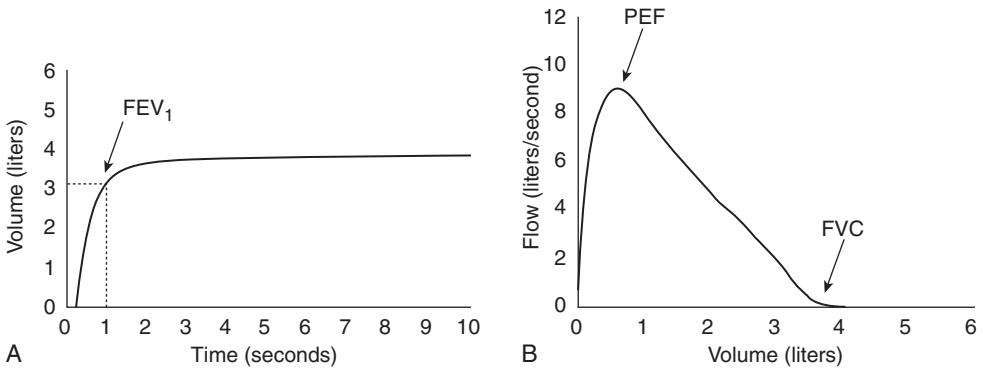 6
5
4
3
2
1
0
Volume (liters)
FEV1
0 1 2 3 4 5 6 7 8 9 10
Time (seconds)
A
12
10
8
6
4
2
0
Flow (liters/second)
PEF
FVC
0 1 2 3 4 5 6
Volume (liters)
B